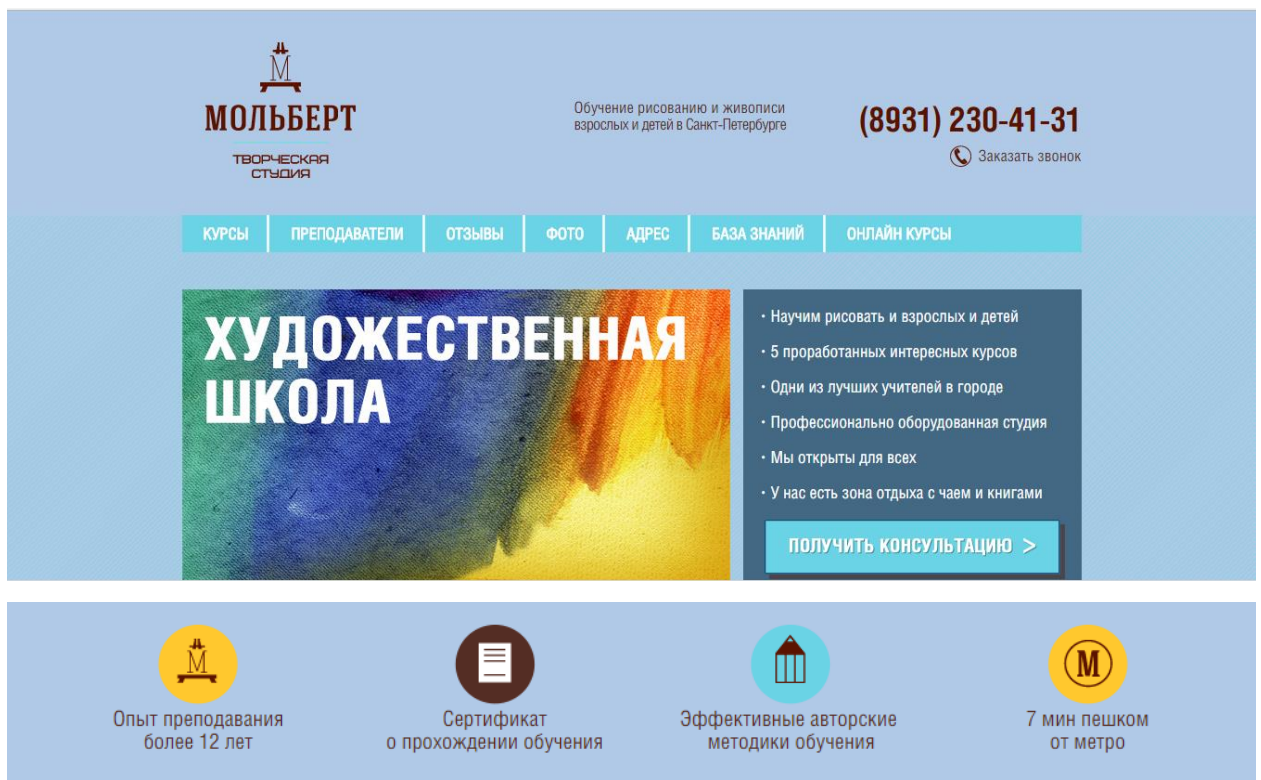 М
МОЛЬБЕРТ
ТВОРЧЕСКАЯ
СТУДИЯ
Обучение рисованию и живописи
взрослых и детей в Санкт-Петербурге
(8931) 230-41-31
Заказать звонок
КУРСЫ ПРЕПОДАВАТЕЛИ ОТЗЫВЫ ФОТО АДРЕС БАЗА ЗНАНИЙ ОНЛАЙН КУРСЫ
ХУДОЖЕСТВЕННАЯ
ШКОЛА
· Научим рисовать и взрослых и детей
· 5 проработанных интересных курсов
· Одни из лучших учителей в городе
· Профессионально оборудованная студия
· Мы открыты для всех
· У нас есть зона отдыха с чаем и книгами
ПОЛУЧИТЬ КОНСУЛЬТАЦИЮ >
М
Опыт преподавания
более 12 лет
Сертификат
о прохождении обучения
Эффективные авторские
методики обучения
М
7 мин пешком
от метро